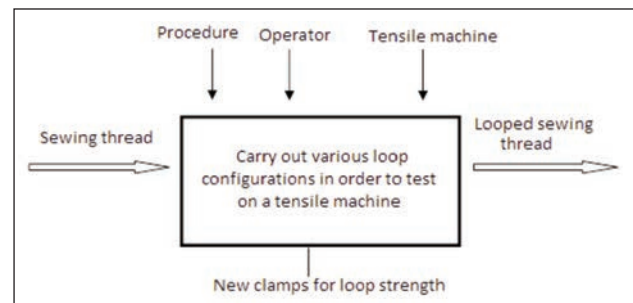 Procedure
Operator
Tensile machine
Sewing thread
Carry out various loop
configurations in order to test
on a tensile machine
Looped sewing
thread
New clamps for loop strength